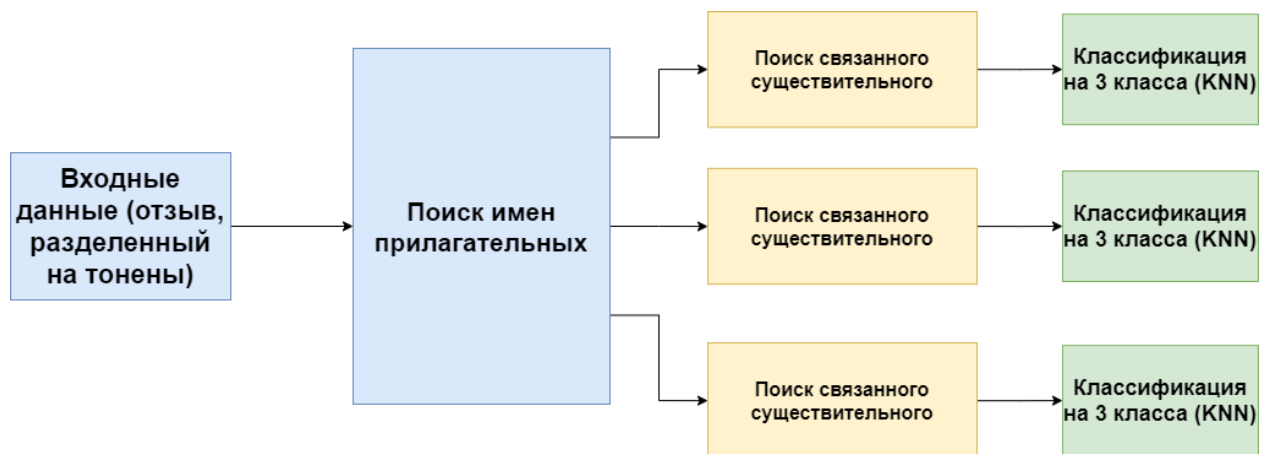 Входные
данные (отзыв,
разделенный
на тонены)
Поиск имен
прилагательных
Поиск связанного
существительного
Классификация
на 3 класса (KNN)
Поиск связанного
существительного
Классификация
на 3 класса (KNN)
Поиск связанного
существительного
Классификация
на 3 класса (KNN)